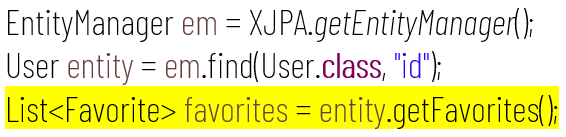 EntityManager em = XJPA.getEntityManager();
User entity = em.find(User.class, "id");
List<Favorite> favorites = entity.getFavorites();